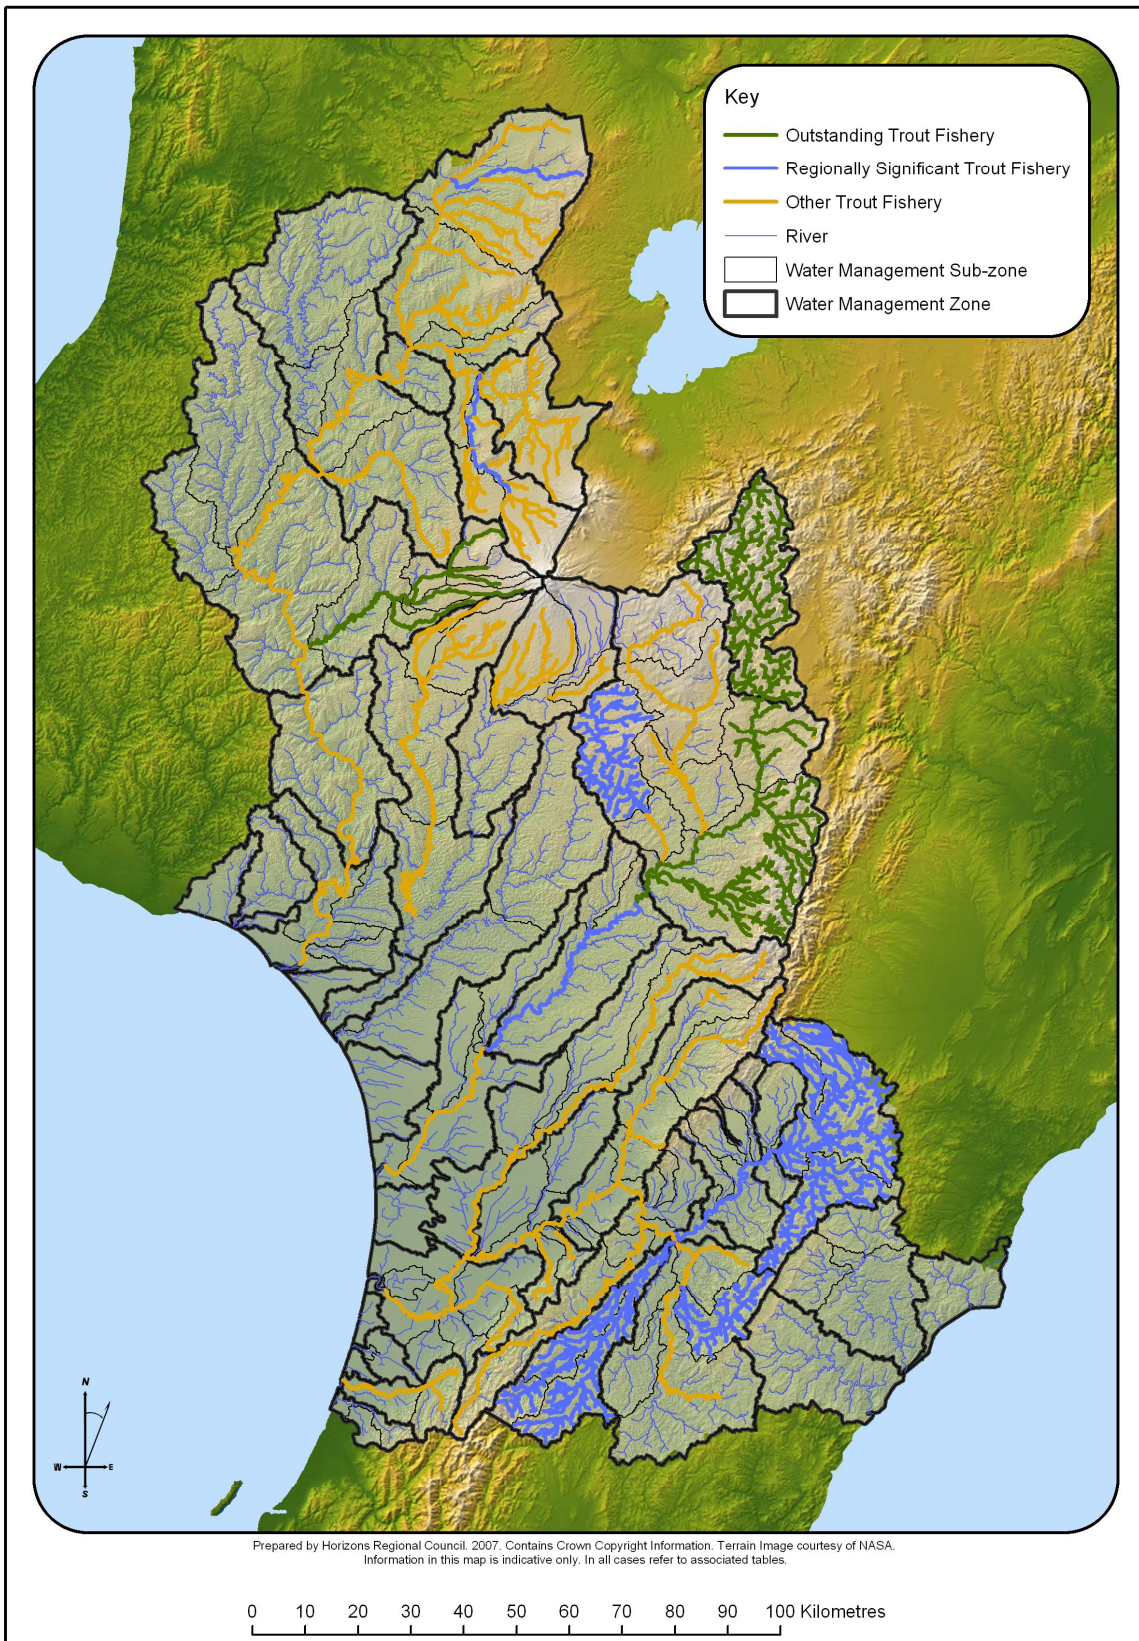 Key
Outstanding Trout Fishery
Regionally Significant Trout Fishery
Other Trout Fishery
River
Water Management Sub-zone
Water Management Zone
N
W E
S
Prepared by Horizons Regional Council. 2007. Contains Crown Copyright Information. Terrain Image courtesy of NASA.
Information in this map is indicative only. In all cases refer to associated tables.
0 10 20 30 40 50 60 70 80 90 100 Kilometres